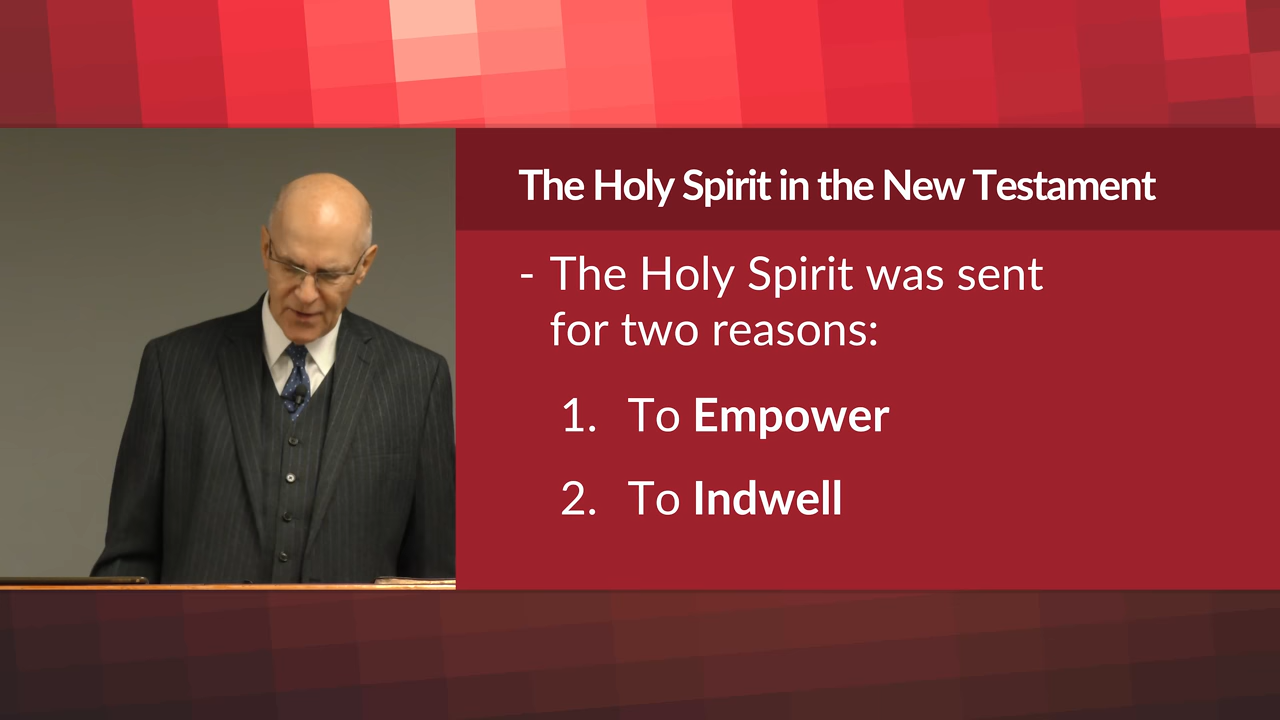 The Holy Spirit in the New Testament
- The Holy Spirit was sent
for two reasons:
1. To Empower
2. To Indwell